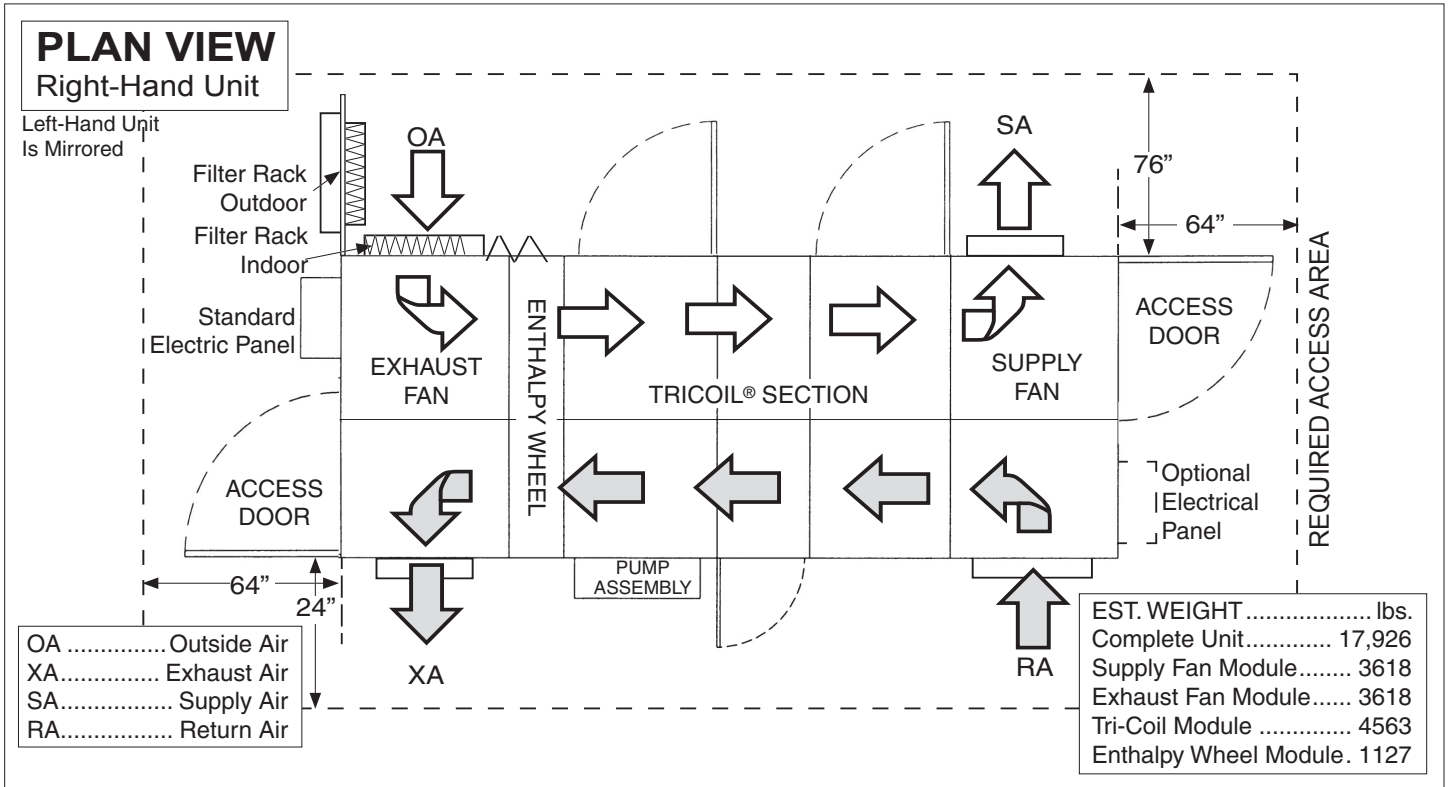 PLAN VIEW
Right-Hand Unit
Left-Hand Unit
Is Mirrored
Filter Rack
Outdoor
Filter Rack
Indoor
Standard
Electric Panel
OA
SA
76”
64”
EXHAUST
FAN
ENTHALPY WHEEL
TRICOIL® SECTION
SUPPLY
FAN
ACCESS
DOOR
REQUIRED ACCESS AREA
ACCESS
DOOR
Optional
Electrical
Panel
64”
24”
PUMP
ASSEMBLY
XA
RA
OA ............... Outside Air
XA............... Exhaust Air
SA................. Supply Air
RA................. Return Air
EST. WEIGHT ................... lbs.
Complete Unit............ 17,926
Supply Fan Module........ 3618
Exhaust Fan Module...... 3618
Tri-Coil Module .............. 4563
Enthalpy Wheel Module. 1127